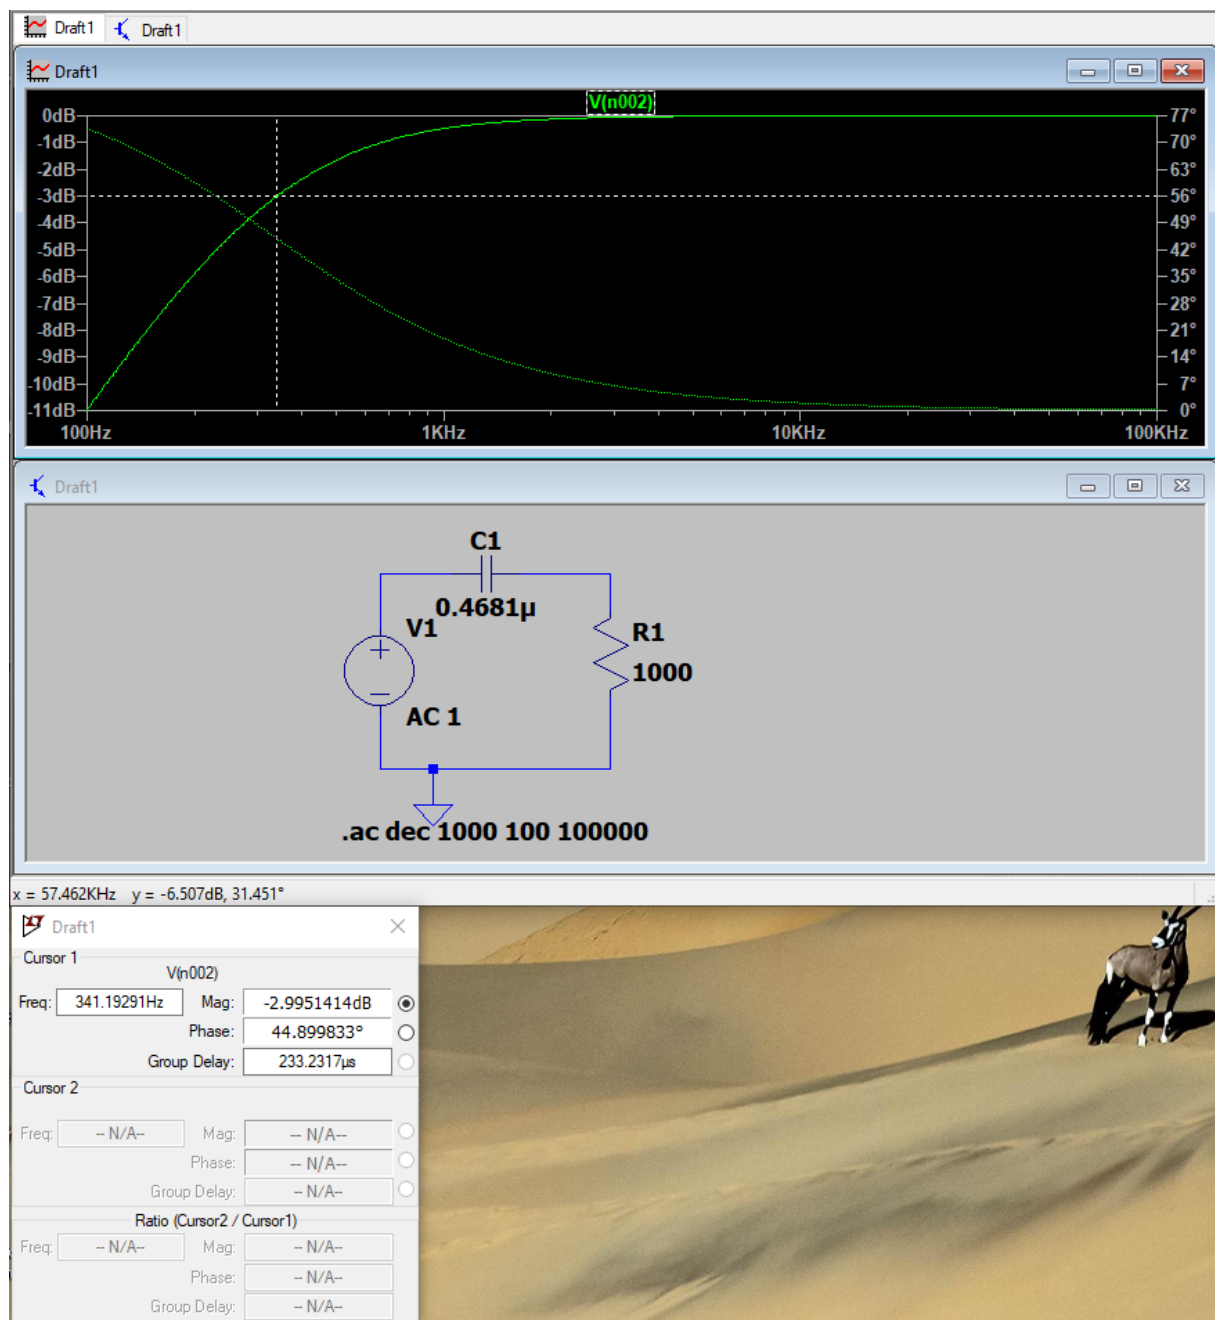 Draft1 Draft1
Draft1
V(n002)
0dB 77°
-1dB 70°
-2dB 63°
-3dB 56°
-4dB 49°
-5dB 42°
-6dB 35°
-7dB 28°
-8dB 21°
-9dB 14°
-10dB 7°
-11dB 0°
100Hz 1KHz 10KHz 100KHz
Draft1
C1
0.4681µ
V1
R1
1000
AC 1
.ac dec 1000 100 100000
x = 57.462KHz y = -6.507dB, 31.451°
Draft1
Cursor 1
V(n002)
Freq: 341.19291Hz Mag: -2.9951414dB
Phase: 44.899833°
Group Delay: 233.2317µs
Cursor 2
Freq: -- N/A-- Mag: -- N/A--
Phase: -- N/A--
Group Delay: -- N/A--
Ratio (Cursor2 / Cursor1)
Freq: -- N/A-- Mag: -- N/A--
Phase: -- N/A--
Group Delay: -- N/A--